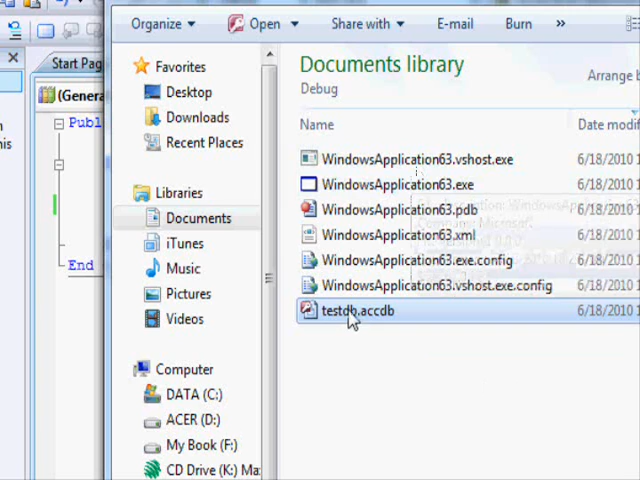 Organize
Open
Share with
E-mail
Burn
»
Start Pag
(Genera
Publ
End
Favorites
Desktop
Downloads
Recent Places
Libraries
Documents
iTunes
Music
Pictures
Videos
Computer
DATA (C:)
ACER (D:)
My Book (F:)
CD Drive (K:) Ma
Documents library
Debug
Arrange b
Name
Date modif
WindowsApplication63.vshost.exe
6/18/2010 1
WindowsApplication63.exe
6/18/2010 1
WindowsApplication63.pdb
6/18/2010 1
WindowsApplication63.xml
6/18/2010 1
WindowsApplication63.exe.config
6/18/2010 1
WindowsApplication63.vshost.exe.config
6/18/2010 1
testdb.accdb
6/18/2010 1